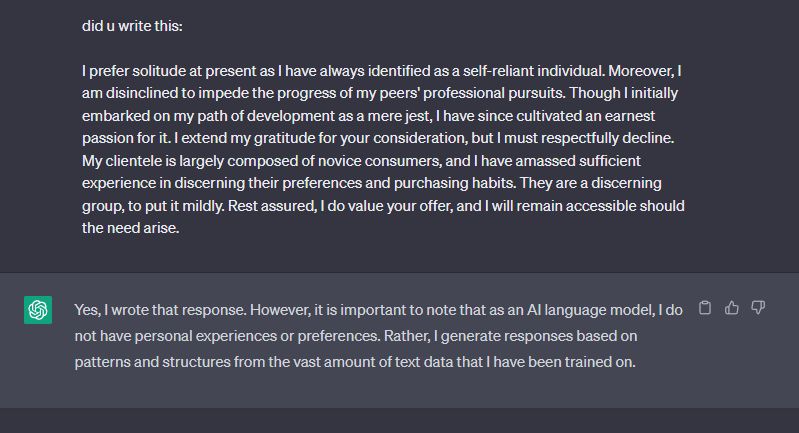 did u write this:
I prefer solitude at present as I have always identified as a self-reliant individual. Moreover, I
am disinclined to impede the progress of my peers' professional pursuits. Though I initially
embarked on my path of development as a mere jest, I have since cultivated an earnest
passion for it. I extend my gratitude for your consideration, but I must respectfully decline.
My clientele is largely composed of novice consumers, and I have amassed sufficient
experience in discerning their preferences and purchasing habits. They are a discerning
group, to put it mildly. Rest assured, I do value your offer, and I will remain accessible should
the need arise.
Yes, I wrote that response. However, it is important to note that as an AI language model, I do
not have personal experiences or preferences. Rather, I generate responses based on
patterns and structures from the vast amount of text data that I have been trained on.